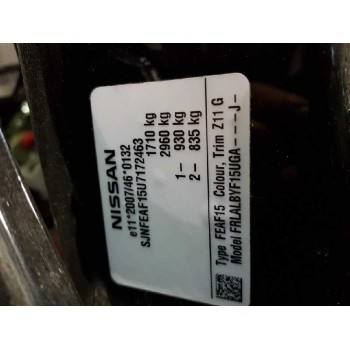 NISSAN
e11*2007/46*0132
SJNFEAF15U7172463
1710 kg
2960 kg
1- 930 kg
2- 835 kg
Type FEAF15 Colour, Trim Z11 G
Model FRLALBYF15UGA---J-